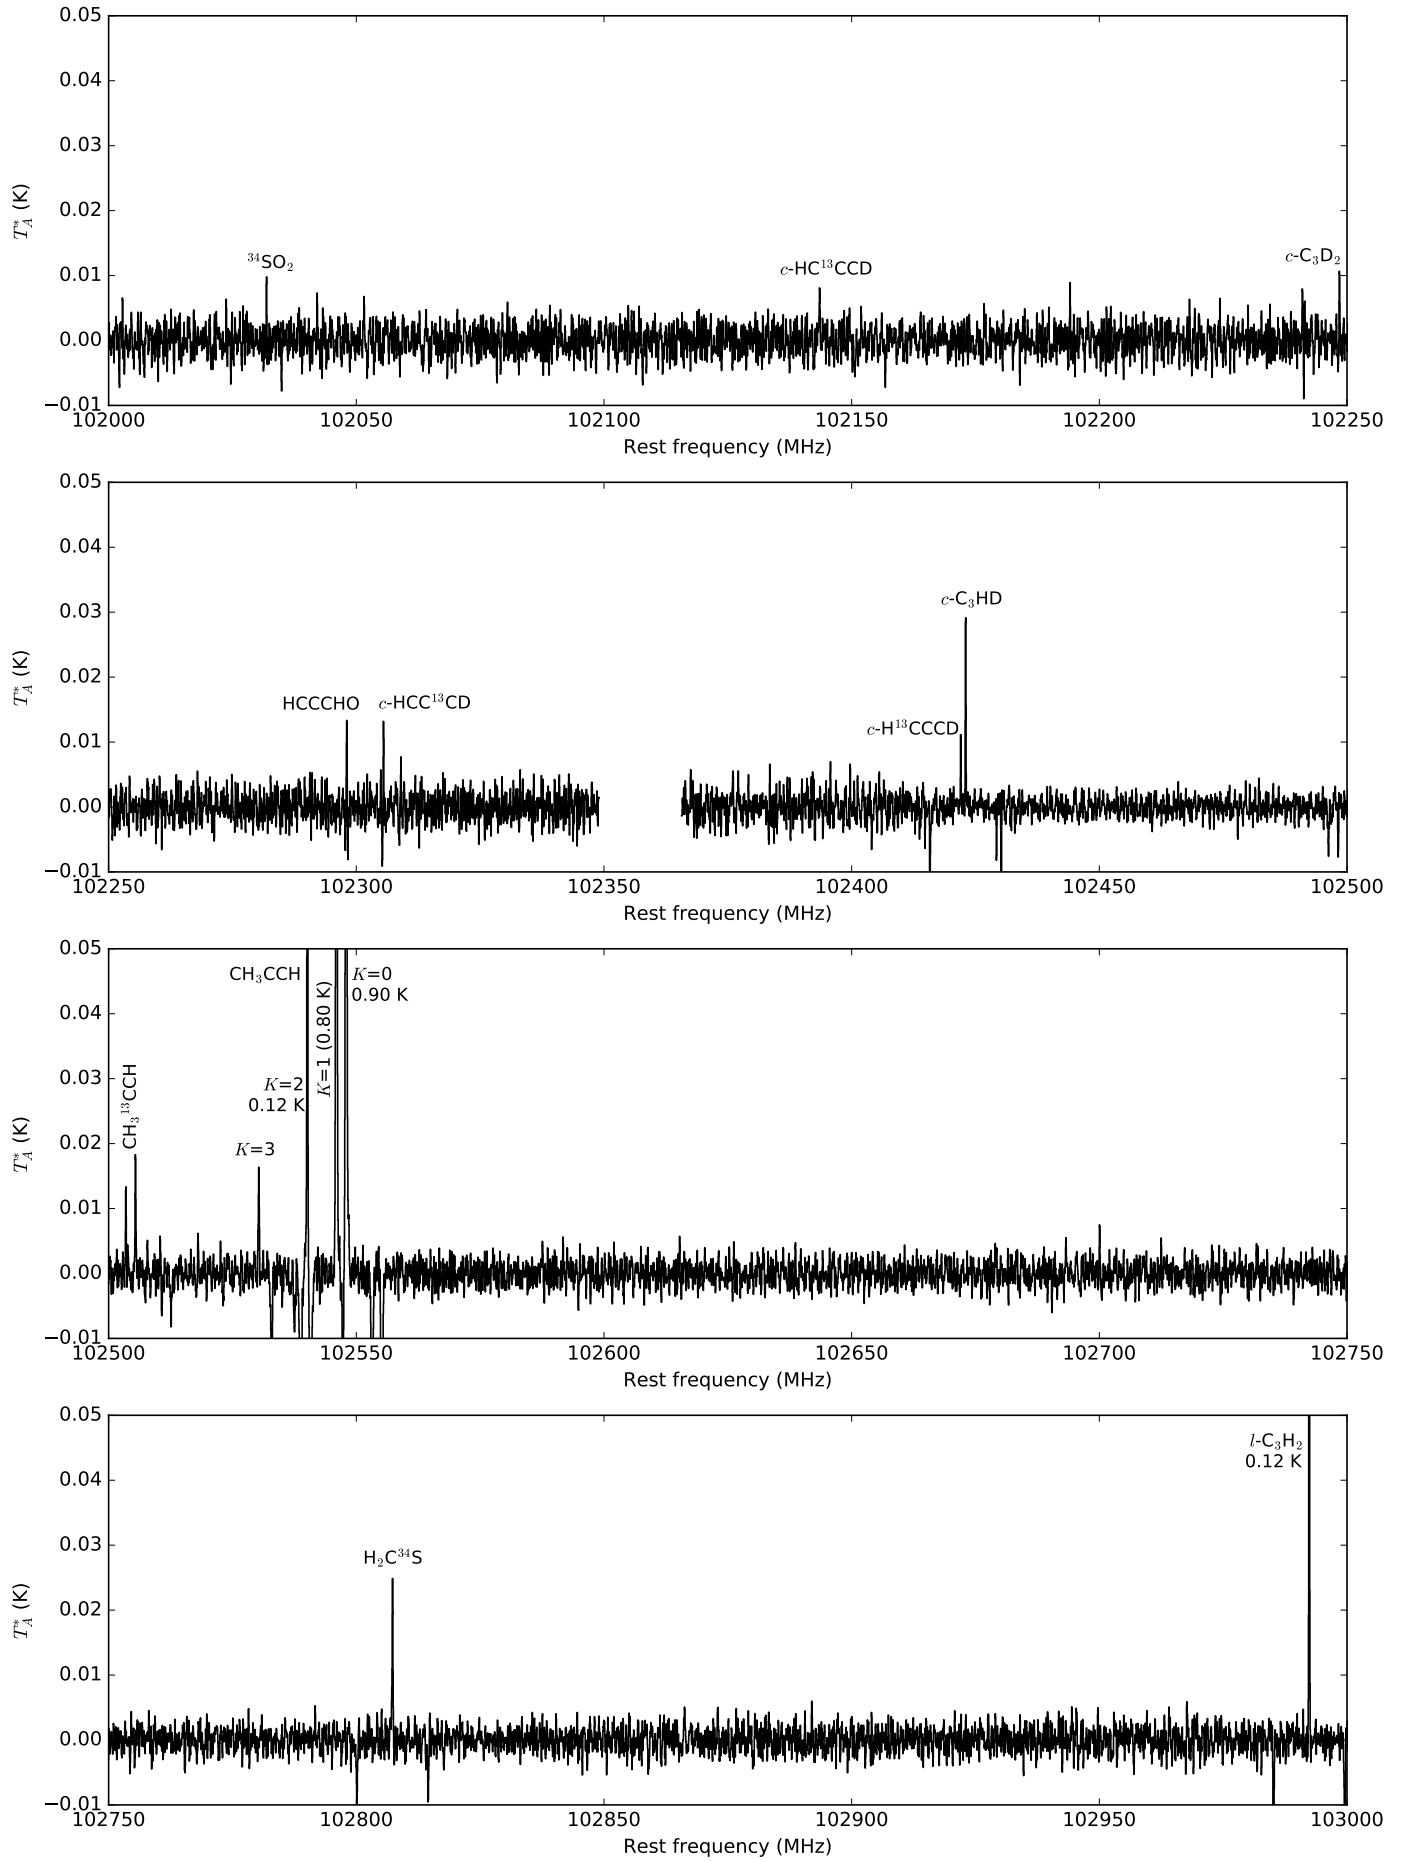 0.05
0.04
0.03
0.02
0.01
0.00
−0.01
T*A (K)
³⁴SO₂
c-HC¹³CCD
c-C₃D₂
102000 102050 102100 102150 102200 102250
Rest frequency (MHz)
0.05
0.04
0.03
0.02
0.01
0.00
−0.01
T*A (K)
c-C₃HD
HCCCHO c-HCC¹³CD
c-H¹³CCCD
102250 102300 102350 102400 102450 102500
Rest frequency (MHz)
0.05
0.04
0.03
0.02
0.01
0.00
−0.01
T*A (K)
CH₃CCH
K=0
0.90 K
K=1 (0.80 K)
K=2
0.12 K
CH₃¹³CCH
K=3
102500 102550 102600 102650 102700 102750
Rest frequency (MHz)
0.05
0.04
0.03
0.02
0.01
0.00
−0.01
T*A (K)
l-C₃H₂
0.12 K
H₂C³⁴S
102750 102800 102850 102900 102950 103000
Rest frequency (MHz)